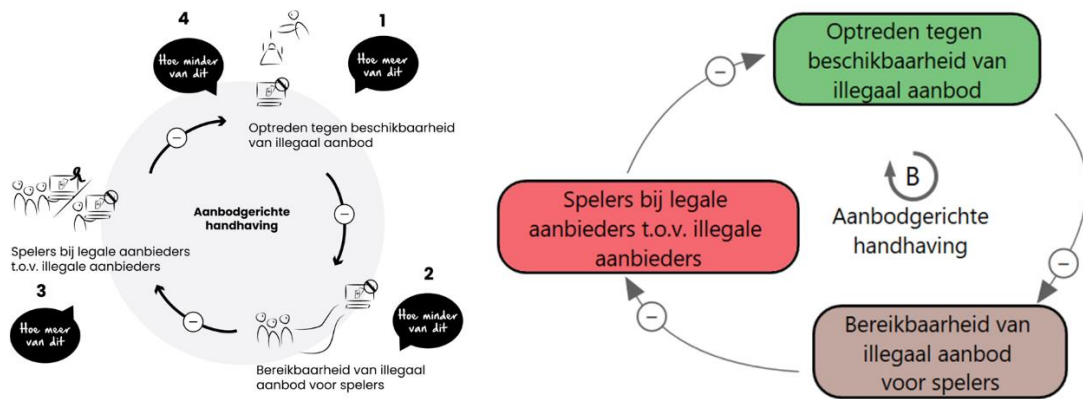 4
Hoe minder
van dit
1
Hoe meer
van dit
Optreden tegen beschikbaarheid
van illegaal aanbod
Aanbodgerichte
handhaving
Spelers bij legale aanbieders
t.o.v. illegale aanbieders
3
Hoe meer
van dit
2
Hoe minder
van dit
Bereikbaarheid van illegaal
aanbod voor spelers
−
−
−
−
Optreden tegen
beschikbaarheid van
illegaal aanbod
−
Spelers bij legale
aanbieders t.o.v. illegale
aanbieders
B
Aanbodgerichte
handhaving
−
−
Bereikbaarheid van
illegaal aanbod
voor spelers